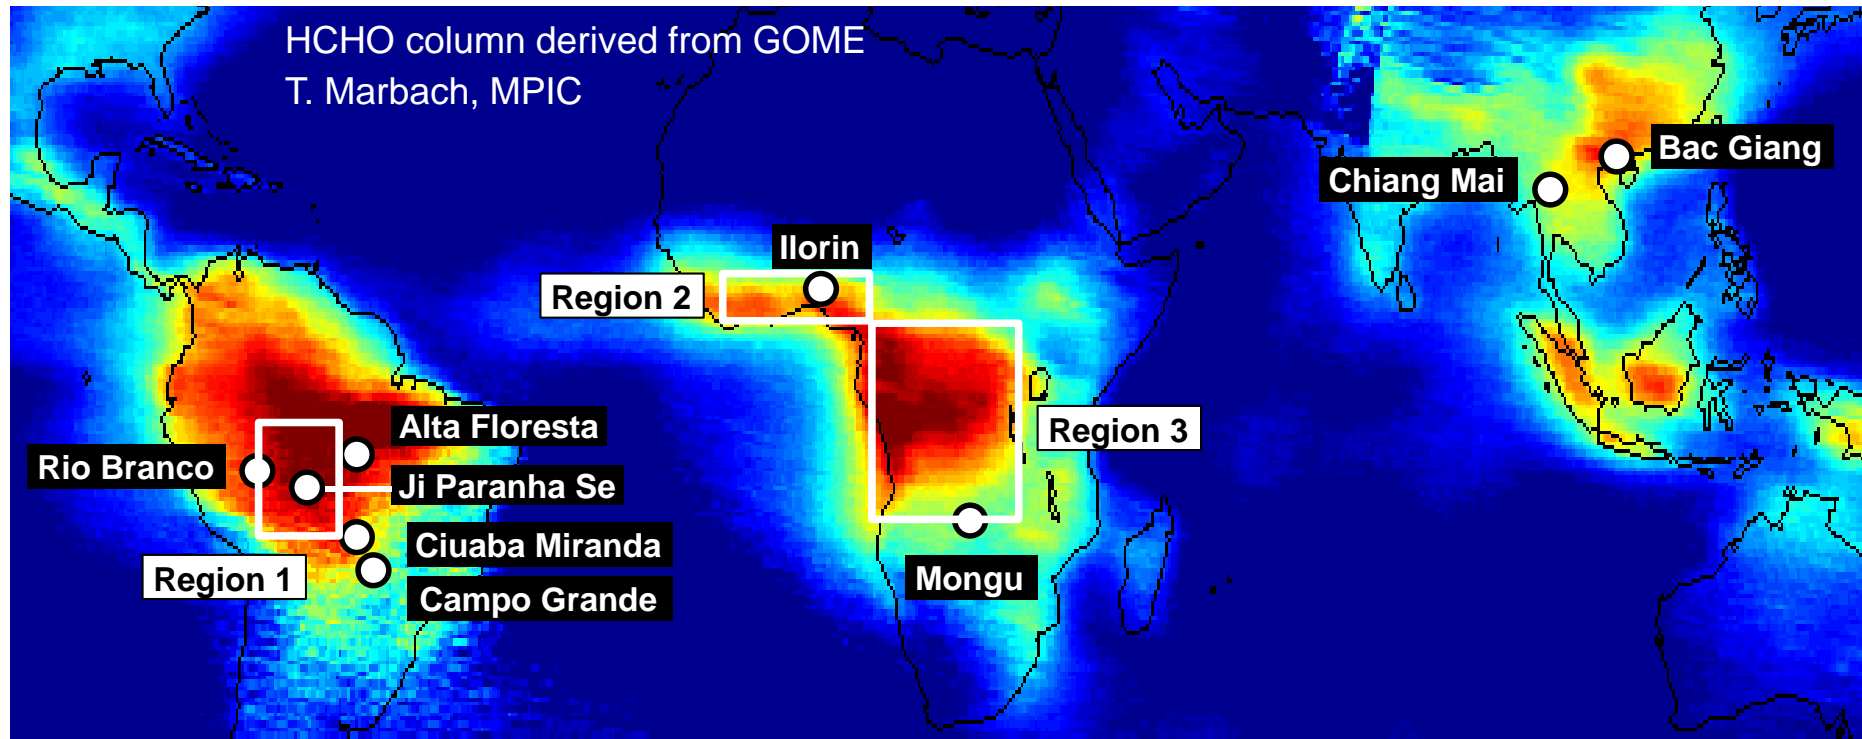 HCHO column derived from GOME
T. Marbach, MPIC
Bac Giang
Chiang Mai
Ilorin
Region 2
Alta Floresta
Region 3
Rio Branco
Ji Paranha Se
Ciuaba Miranda
Region 1
Mongu
Campo Grande